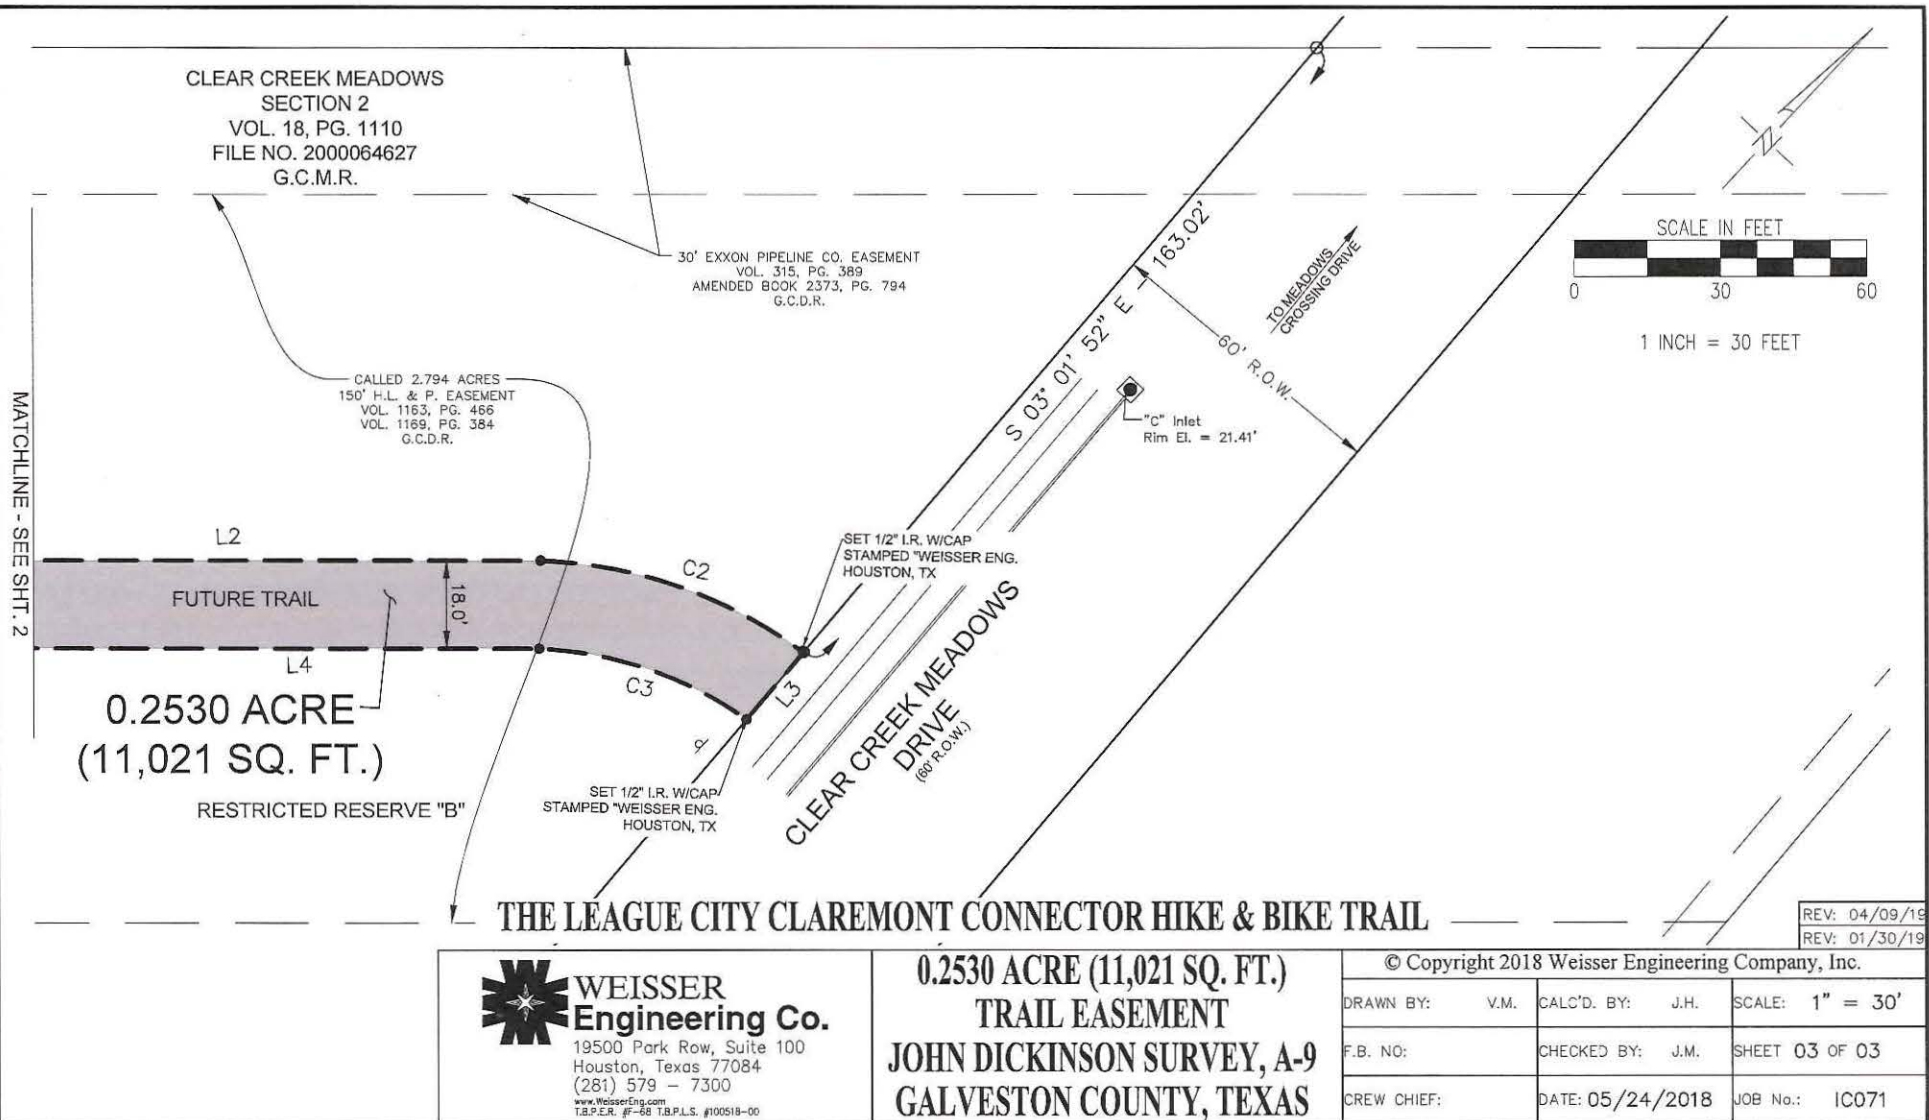 CLEAR CREEK MEADOWS
SECTION 2
VOL. 18, PG. 1110
FILE NO. 2000064627
G.C.M.R.
30' EXXON PIPELINE CO. EASEMENT
VOL. 315, PG. 389
AMENDED BOOK 2373, PG. 794
G.C.D.R.
CALLED 2.794 ACRES
150' H.L. & P. EASEMENT
VOL. 1163, PG. 466
VOL. 1169, PG. 384
G.C.D.R.
MATCHLINE - SEE SHT. 2
S 03° 01' 52" E - 163.02'
TO MEADOWS
CROSSING DRIVE
60' R.O.W.
"C" Inlet
Rim El. = 21.41'
N
SCALE IN FEET
0 30 60
1 INCH = 30 FEET
L2
C2
FUTURE TRAIL
18.0'
L4
C3
L3
SET 1/2" I.R. W/CAP
STAMPED "WEISSER ENG.
HOUSTON, TX
0.2530 ACRE
(11,021 SQ. FT.)
RESTRICTED RESERVE "B"
SET 1/2" I.R. W/CAP
STAMPED "WEISSER ENG.
HOUSTON, TX
CLEAR CREEK MEADOWS
DRIVE
(60' R.O.W.)
THE LEAGUE CITY CLAREMONT CONNECTOR HIKE & BIKE TRAIL
REV: 04/09/19
REV: 01/30/19
WEISSER
Engineering Co.
19500 Park Row, Suite 100
Houston, Texas 77084
(281) 579 - 7300
www.WeisserEng.com
T.B.P.E.R. #F-68 T.B.P.L.S. #100518-00
0.2530 ACRE (11,021 SQ. FT.)
TRAIL EASEMENT
JOHN DICKINSON SURVEY, A-9
GALVESTON COUNTY, TEXAS
© Copyright 2018 Weisser Engineering Company, Inc.
DRAWN BY: V.M. CALC'D. BY: J.H. SCALE: 1" = 30'
F.B. NO: CHECKED BY: J.M. SHEET 03 OF 03
CREW CHIEF: DATE: 05/24/2018 JOB No.: IC071